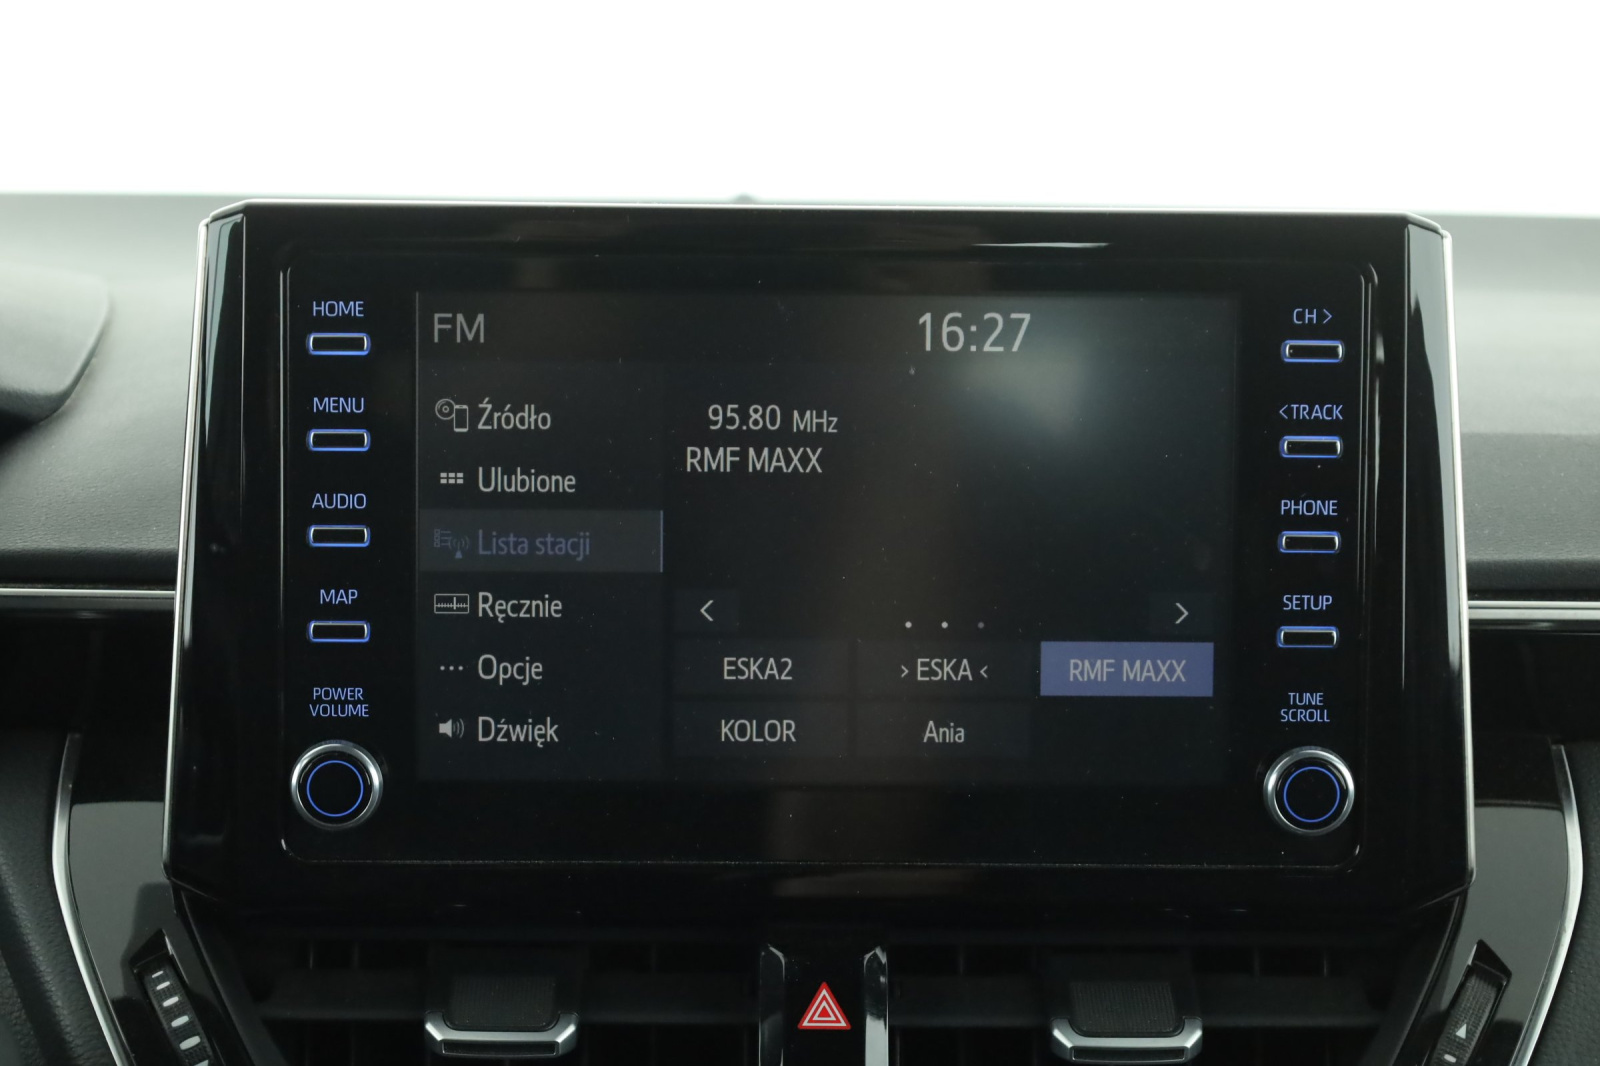 HOME
MENU
AUDIO
MAP
POWER
VOLUME
FM
16:27
Źródło
Ulubione
Lista stacji
Ręcznie
··· Opcje
Dźwięk
95.80 MHz
RMF MAXX
< >
ESKA2 › ESKA ‹ RMF MAXX
KOLOR Ania
CH >
< TRACK
PHONE
SETUP
TUNE
SCROLL